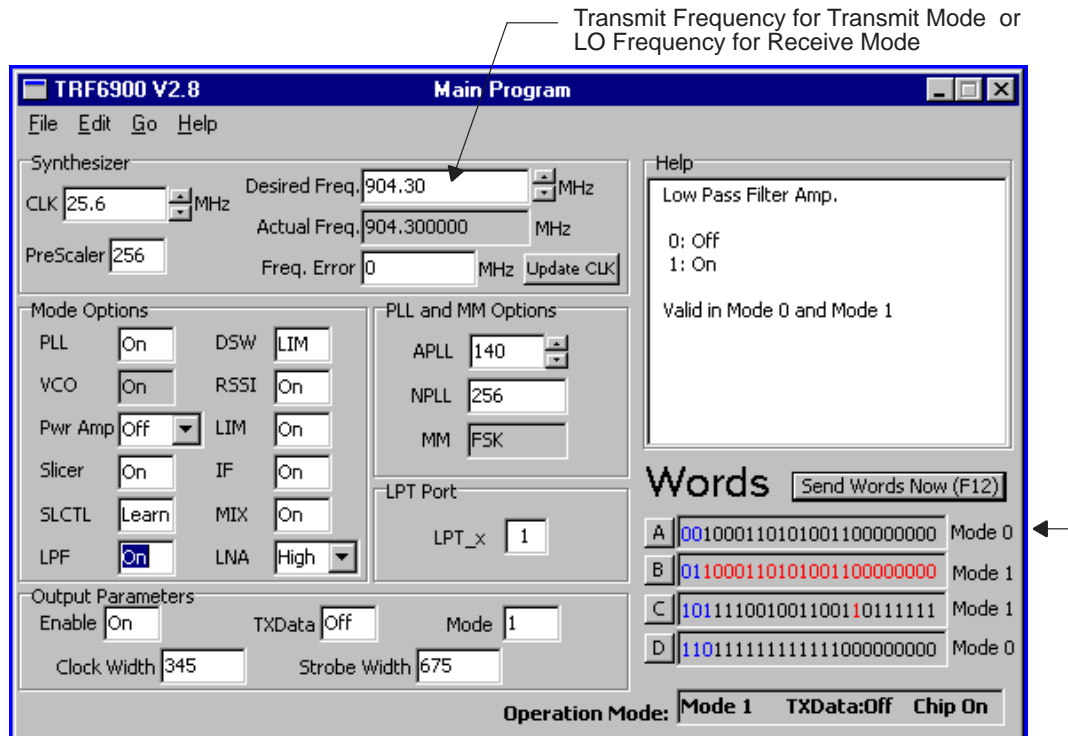 Transmit Frequency for Transmit Mode or
LO Frequency for Receive Mode
TRF6900 V2.8 Main Program
File Edit Go Help
Synthesizer
CLK 25.6 MHz
PreScaler 256
Desired Freq. 904.30 MHz
Actual Freq. 904.300000 MHz
Freq. Error 0 MHz Update CLK
Help
Low Pass Filter Amp.
0: Off
1: On
Valid in Mode 0 and Mode 1
Mode Options
PLL On DSW LIM
VCO On RSSI On
Pwr Amp Off LIM On
Slicer On IF On
SLCTL Learn MIX On
LPF On LNA High
PLL and MM Options
APLL 140
NPLL 256
MM FSK
LPT Port
LPT_x 1
Words Send Words Now (F12)
A 001000110101001100000000 Mode 0
B 011000110101001100000000 Mode 1
C 101111001001100110111111 Mode 1
D 110111111111111000000000 Mode 0
Output Parameters
Enable On TXData Off Mode 1
Clock Width 345 Strobe Width 675
Operation Mode: Mode 1 TXData:Off Chip On